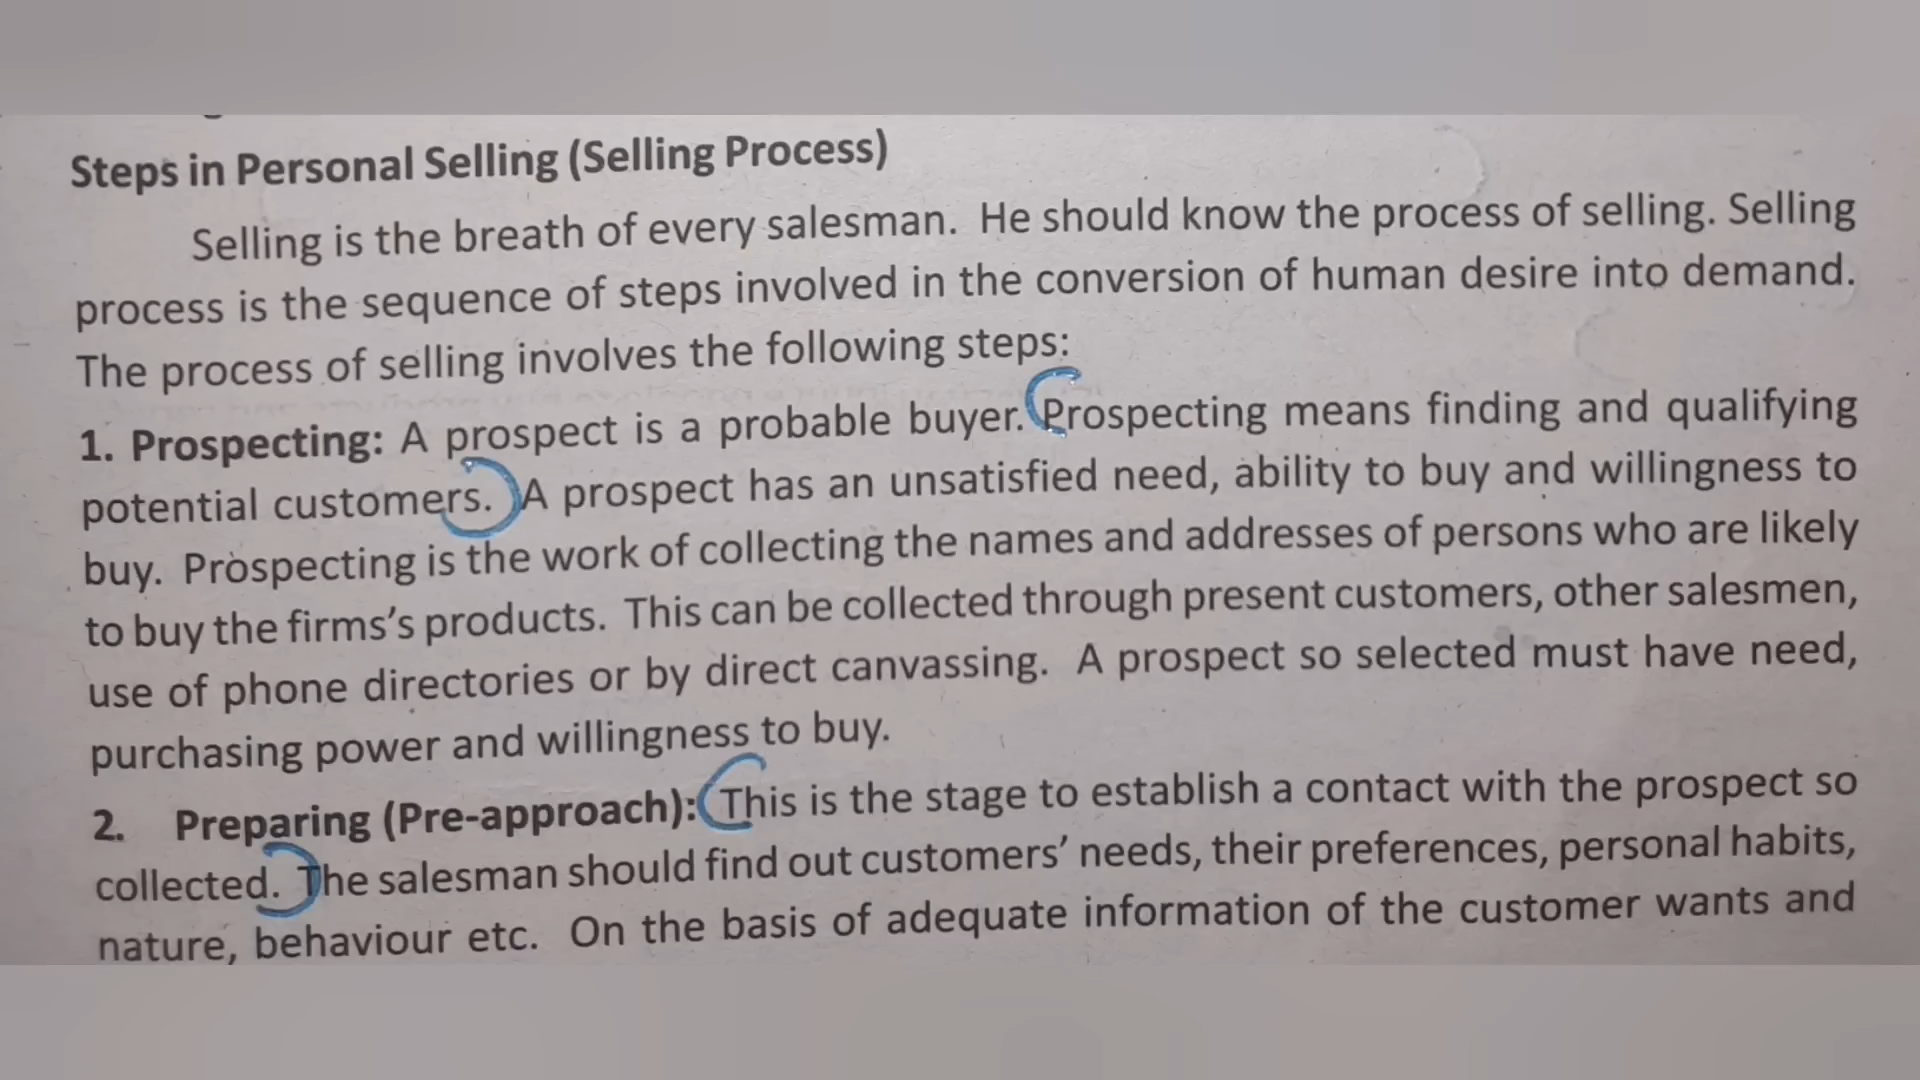 Steps in Personal Selling (Selling Process)
Selling is the breath of every salesman. He should know the process of selling. Selling
process is the sequence of steps involved in the conversion of human desire into demand.
The process of selling involves the following steps:
1. Prospecting: A prospect is a probable buyer. Prospecting means finding and qualifying
potential customers. A prospect has an unsatisfied need, ability to buy and willingness to
buy. Prospecting is the work of collecting the names and addresses of persons who are likely
to buy the firms's products. This can be collected through present customers, other salesmen,
use of phone directories or by direct canvassing. A prospect so selected must have need,
purchasing power and willingness to buy.
2. Preparing (Pre-approach): This is the stage to establish a contact with the prospect so
collected. The salesman should find out customers' needs, their preferences, personal habits,
nature, behaviour etc. On the basis of adequate information of the customer wants and